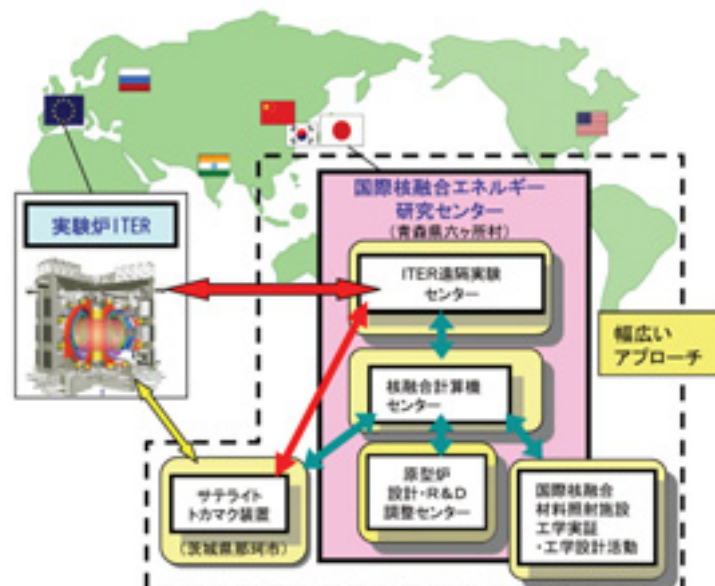 国際核融合エネルギー
研究センター
(青森県六ヶ所村)
実験炉ITER
ITER遠隔実験
センター
幅広い
アプローチ
核融合計算機
センター
サテライト
トカマク装置
(茨城県那珂市)
原型炉
設計・R&D
調整センター
国際核融合
材料照射施設
工学実証
・工学設計活動